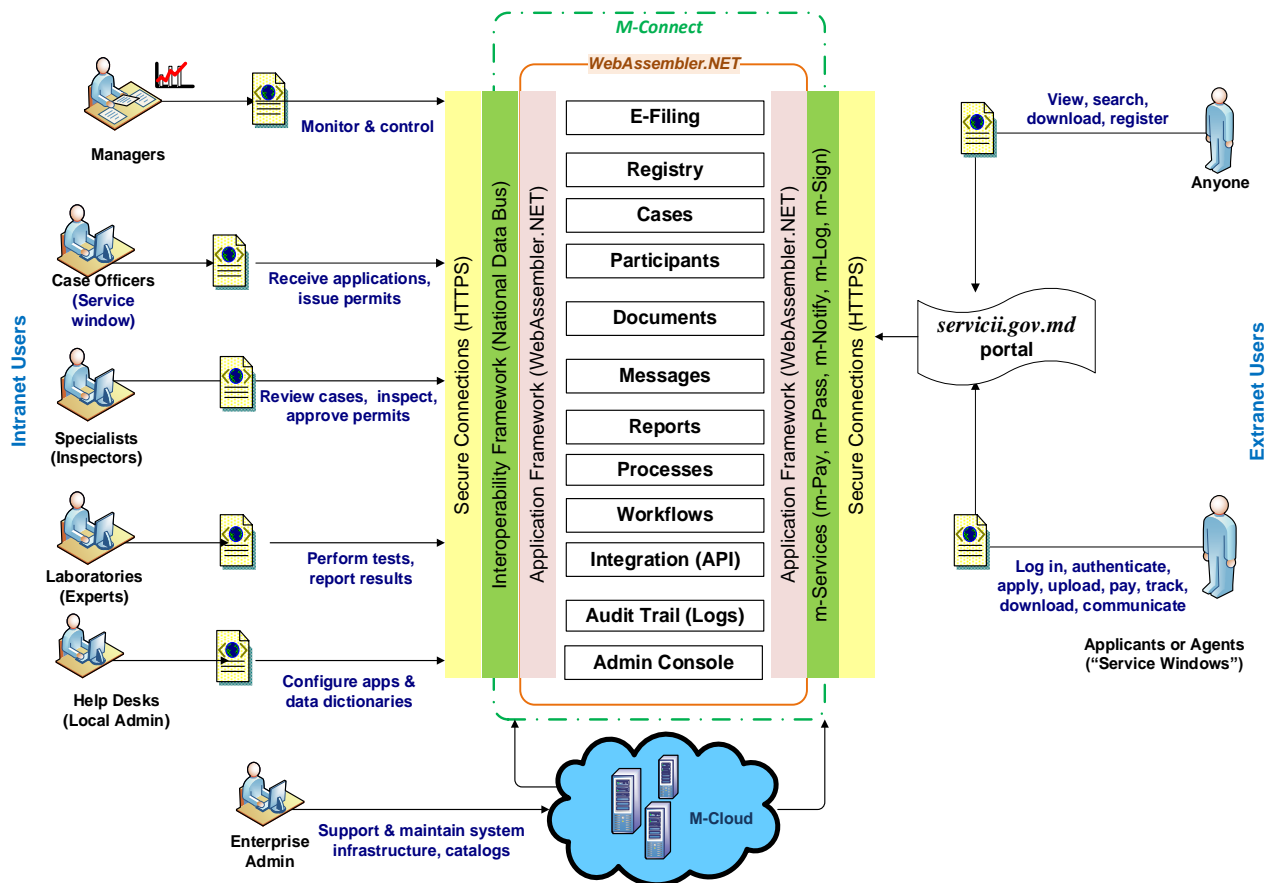 M-Connect
WebAssembler.NET
Managers
Monitor & control
Case Officers
(Service
window)
Receive applications,
issue permits
Specialists
(Inspectors)
Review cases, inspect,
approve permits
Laboratories
(Experts)
Perform tests,
report results
Help Desks
(Local Admin)
Configure apps &
data dictionaries
Intranet Users
Secure Connections (HTTPS)
Interoperability Framework (National Data Bus)
Application Framework (WebAssembler.NET)
E-Filing
Registry
Cases
Participants
Documents
Messages
Reports
Processes
Workflows
Integration (API)
Audit Trail (Logs)
Admin Console
Application Framework (WebAssembler.NET)
m-Services (m-Pay, m-Pass, m-Notify, m-Log, m-Sign)
Secure Connections (HTTPS)
View, search,
download, register
Anyone
servicii.gov.md
portal
Extranet Users
Log in, authenticate,
apply, upload, pay, track,
download, communicate
Applicants or Agents
(“Service Windows”)
Enterprise
Admin
Support & maintain system
infrastructure, catalogs
M-Cloud